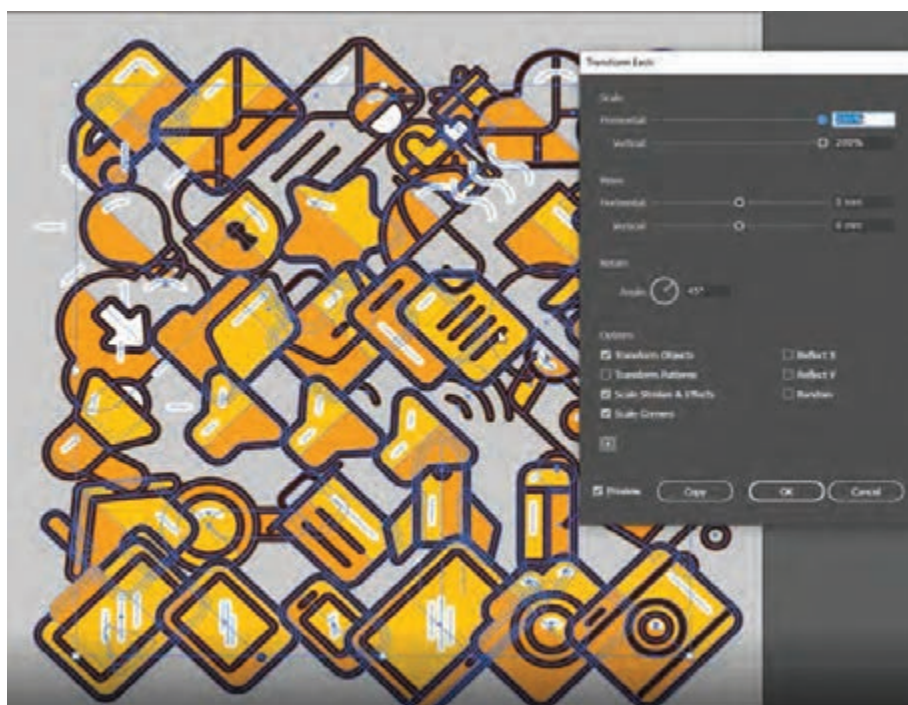 Transform Each
Scale
Horizontal:
Vertical: 200%
Move
Horizontal: 0 mm
Vertical: 0 mm
Rotate
Angle: 45°
Options
Transform Objects Reflect X
Transform Patterns Reflect Y
Scale Strokes & Effects Random
Scale Corners
Preview Copy OK Cancel